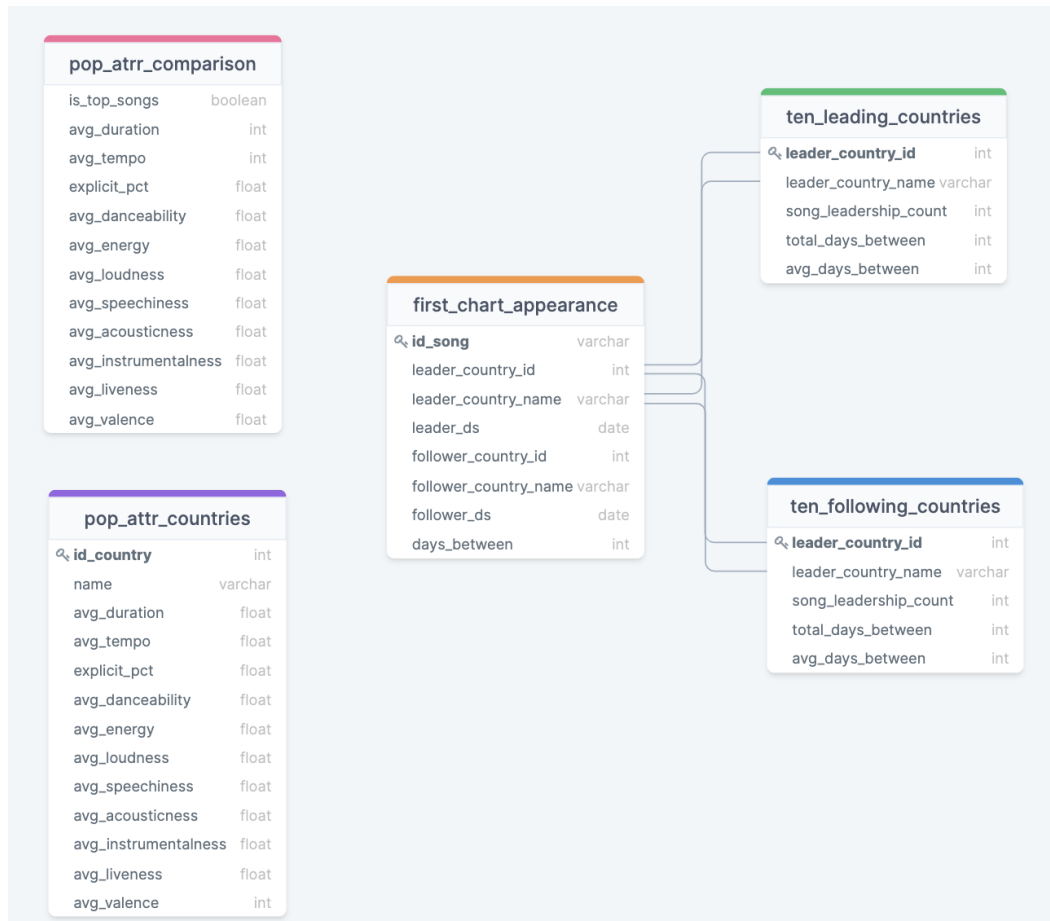 pop_atrr_comparison
is_top_songs boolean
avg_duration int
avg_tempo int
explicit_pct float
avg_danceability float
avg_energy float
avg_loudness float
avg_speechiness float
avg_acousticness float
avg_instrumentalness float
avg_liveness float
avg_valence float
pop_attr_countries
id_country int
name varchar
avg_duration float
avg_tempo float
explicit_pct float
avg_danceability float
avg_energy float
avg_loudness float
avg_speechiness float
avg_acousticness float
avg_instrumentalness float
avg_liveness float
avg_valence int
first_chart_appearance
id_song varchar
leader_country_id int
leader_country_name varchar
leader_ds date
follower_country_id int
follower_country_name varchar
follower_ds date
days_between int
ten_leading_countries
leader_country_id int
leader_country_name varchar
song_leadership_count int
total_days_between int
avg_days_between int
ten_following_countries
leader_country_id int
leader_country_name varchar
song_leadership_count int
total_days_between int
avg_days_between int